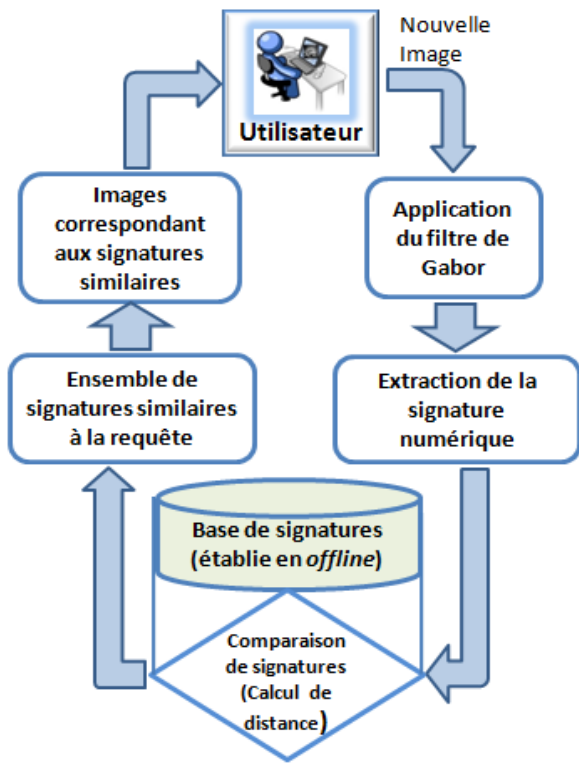 Nouvelle
Image
Utilisateur
Application
du filtre de
Gabor
Extraction de la
signature
numérique
Base de signatures
(établie en offline)
Comparaison
de signatures
(Calcul de
distance)
Ensemble de
signatures similaires
à la requête
Images
correspondant
aux signatures
similaires